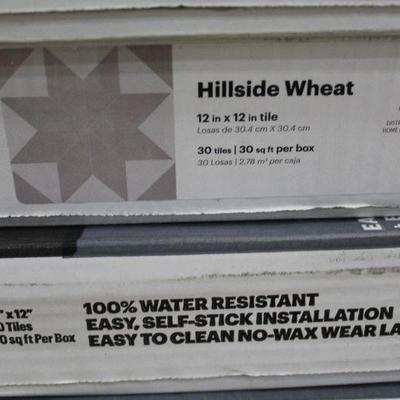 Hillside Wheat
12 in x 12 in tile
Losas de 30.4 cm X 30.4 cm
30 tiles | 30 sq ft per box
30 Losas | 2.78 m² por caja
HOME
x 12"
Tiles
sq ft Per Box
100% WATER RESISTANT
EASY, SELF-STICK INSTALLATION
EASY TO CLEAN NO-WAX WEAR